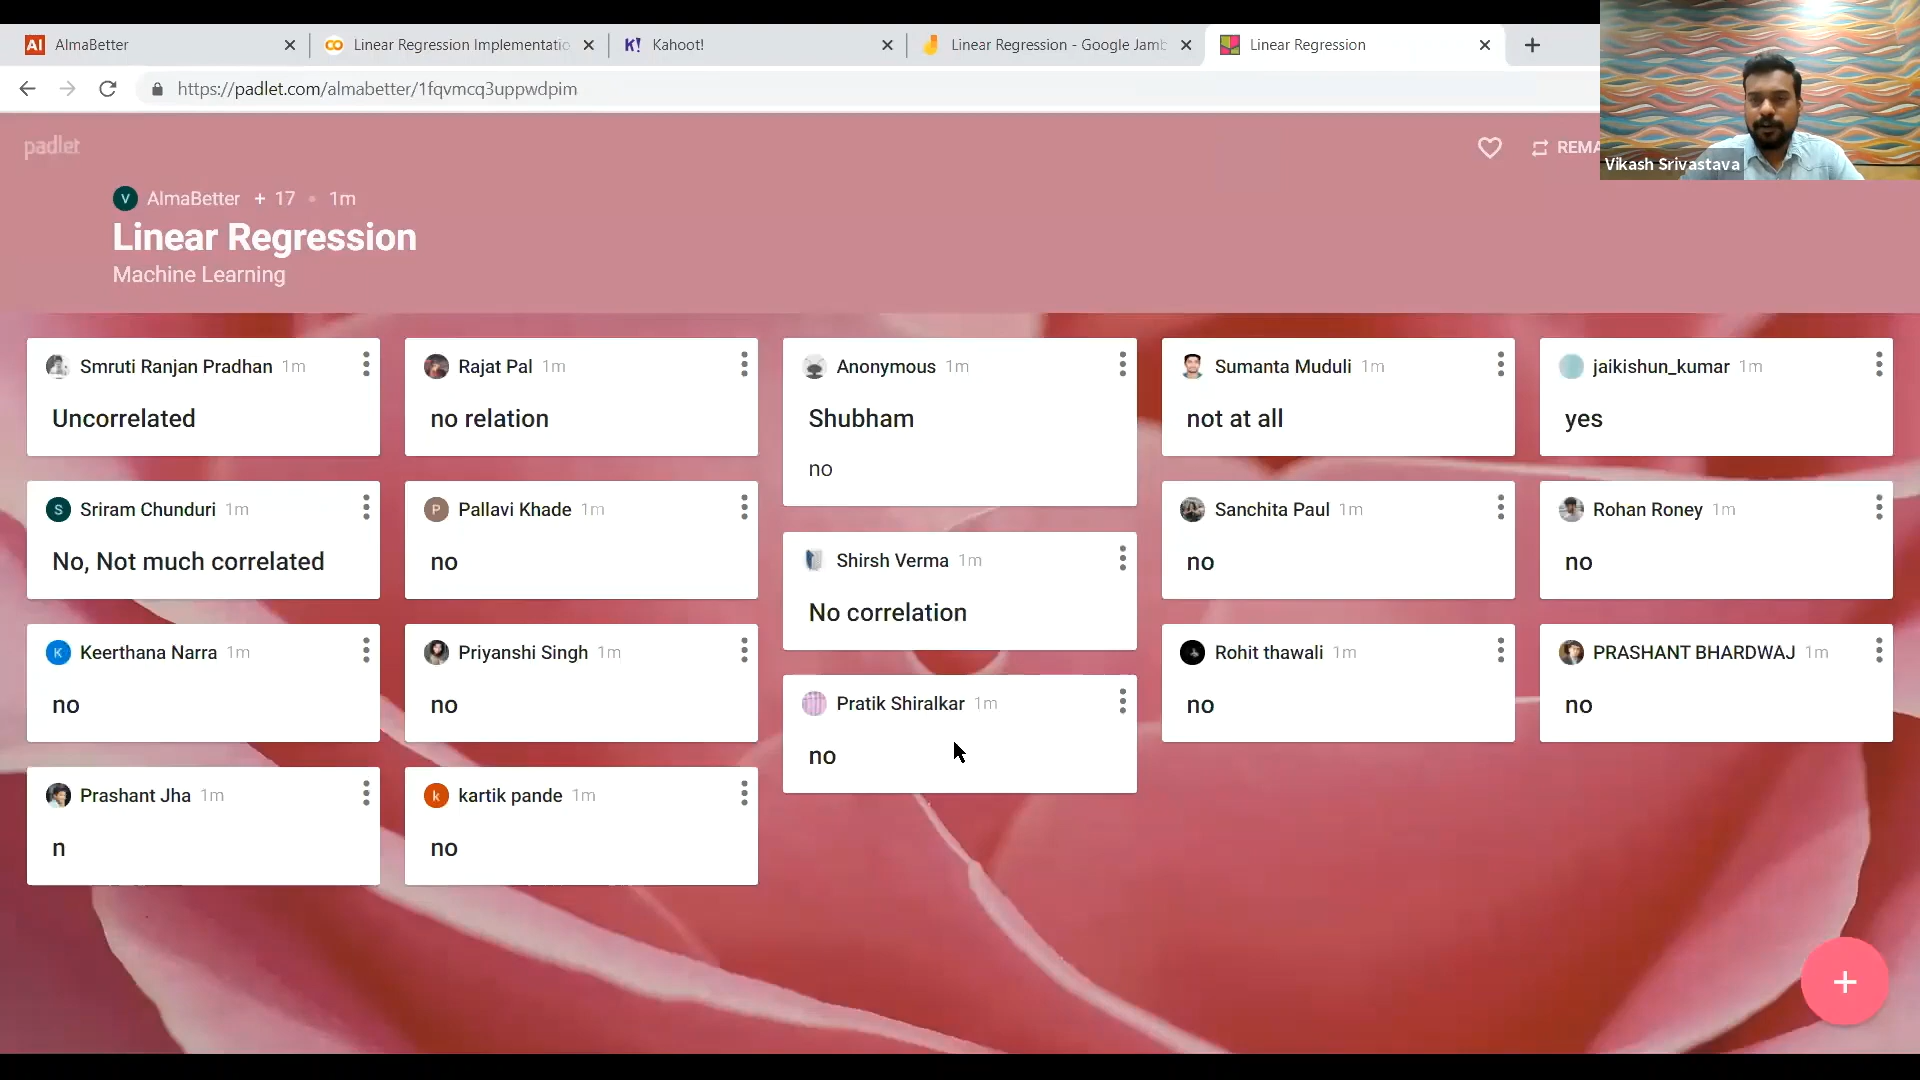 AlmaBetter
Linear Regression Implementatio
K! Kahoot!
Linear Regression - Google Jamb
Linear Regression
https://padlet.com/almabetter/1fqvmcq3uppwdpim
padlet
REMA
Vikash Srivastava
V AlmaBetter + 17 • 1m
Linear Regression
Machine Learning
Smruti Ranjan Pradhan 1m
Uncorrelated
Rajat Pal 1m
no relation
Anonymous 1m
Shubham
no
Sumanta Muduli 1m
not at all
jaikishun_kumar 1m
yes
S Sriram Chunduri 1m
No, Not much correlated
P Pallavi Khade 1m
no
Shirsh Verma 1m
No correlation
Sanchita Paul 1m
no
Rohan Roney 1m
no
K Keerthana Narra 1m
no
Priyanshi Singh 1m
no
Pratik Shiralkar 1m
no
Rohit thawali 1m
no
PRASHANT BHARDWAJ 1m
no
Prashant Jha 1m
n
k kartik pande 1m
no